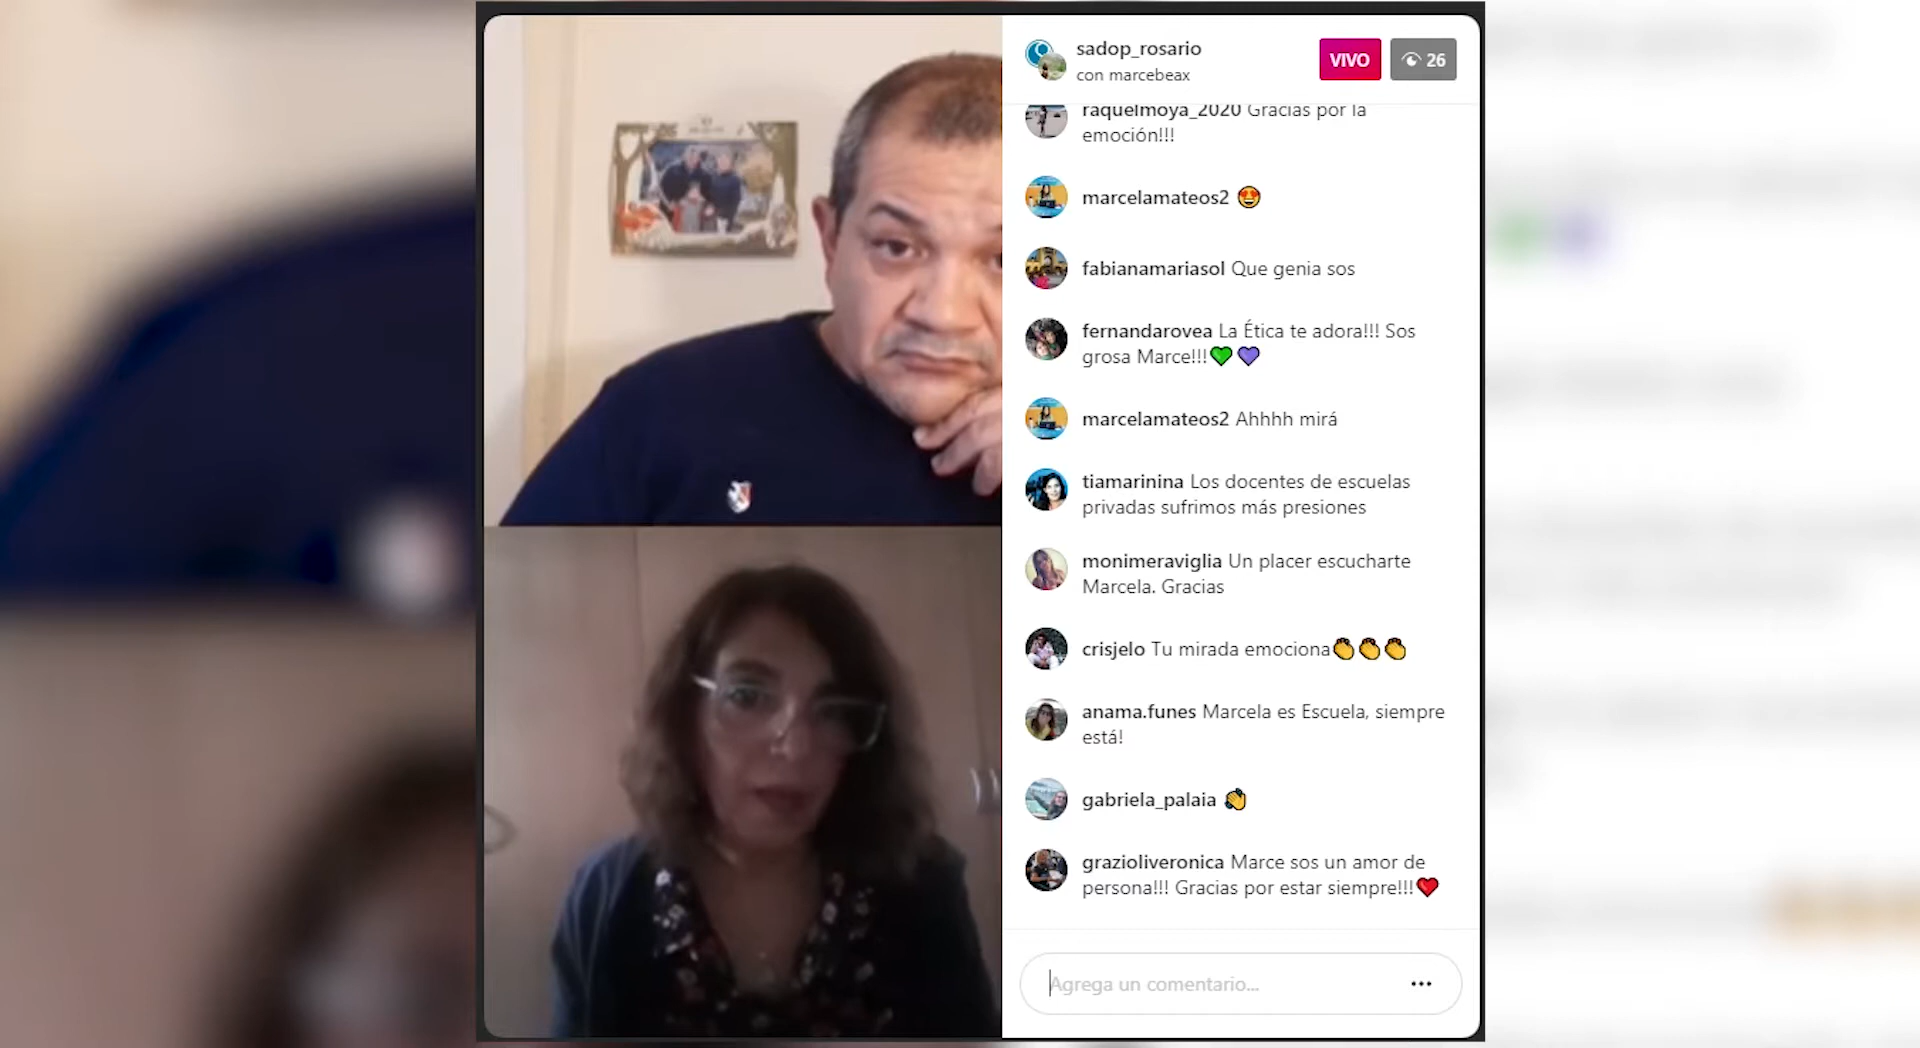 sadop_rosario
con marcebeax
VIVO
26
raquelmoya_2020 Gracias por la
emoción!!!
marcelamateos2 😍
fabianamariasol Que genia sos
fernandarovea La Ética te adora!!! Sos
grosa Marce!!!💚💜
marcelamateos2 Ahhhh mirá
tiamarinina Los docentes de escuelas
privadas sufrimos más presiones
monimeraviglia Un placer escucharte
Marcela. Gracias
crisjelo Tu mirada emociona👏👏👏
anama.funes Marcela es Escuela, siempre
está!
gabriela_palaia 👏
grazioliveronica Marce sos un amor de
persona!!! Gracias por estar siempre!!!❤️
Agrega un comentario...